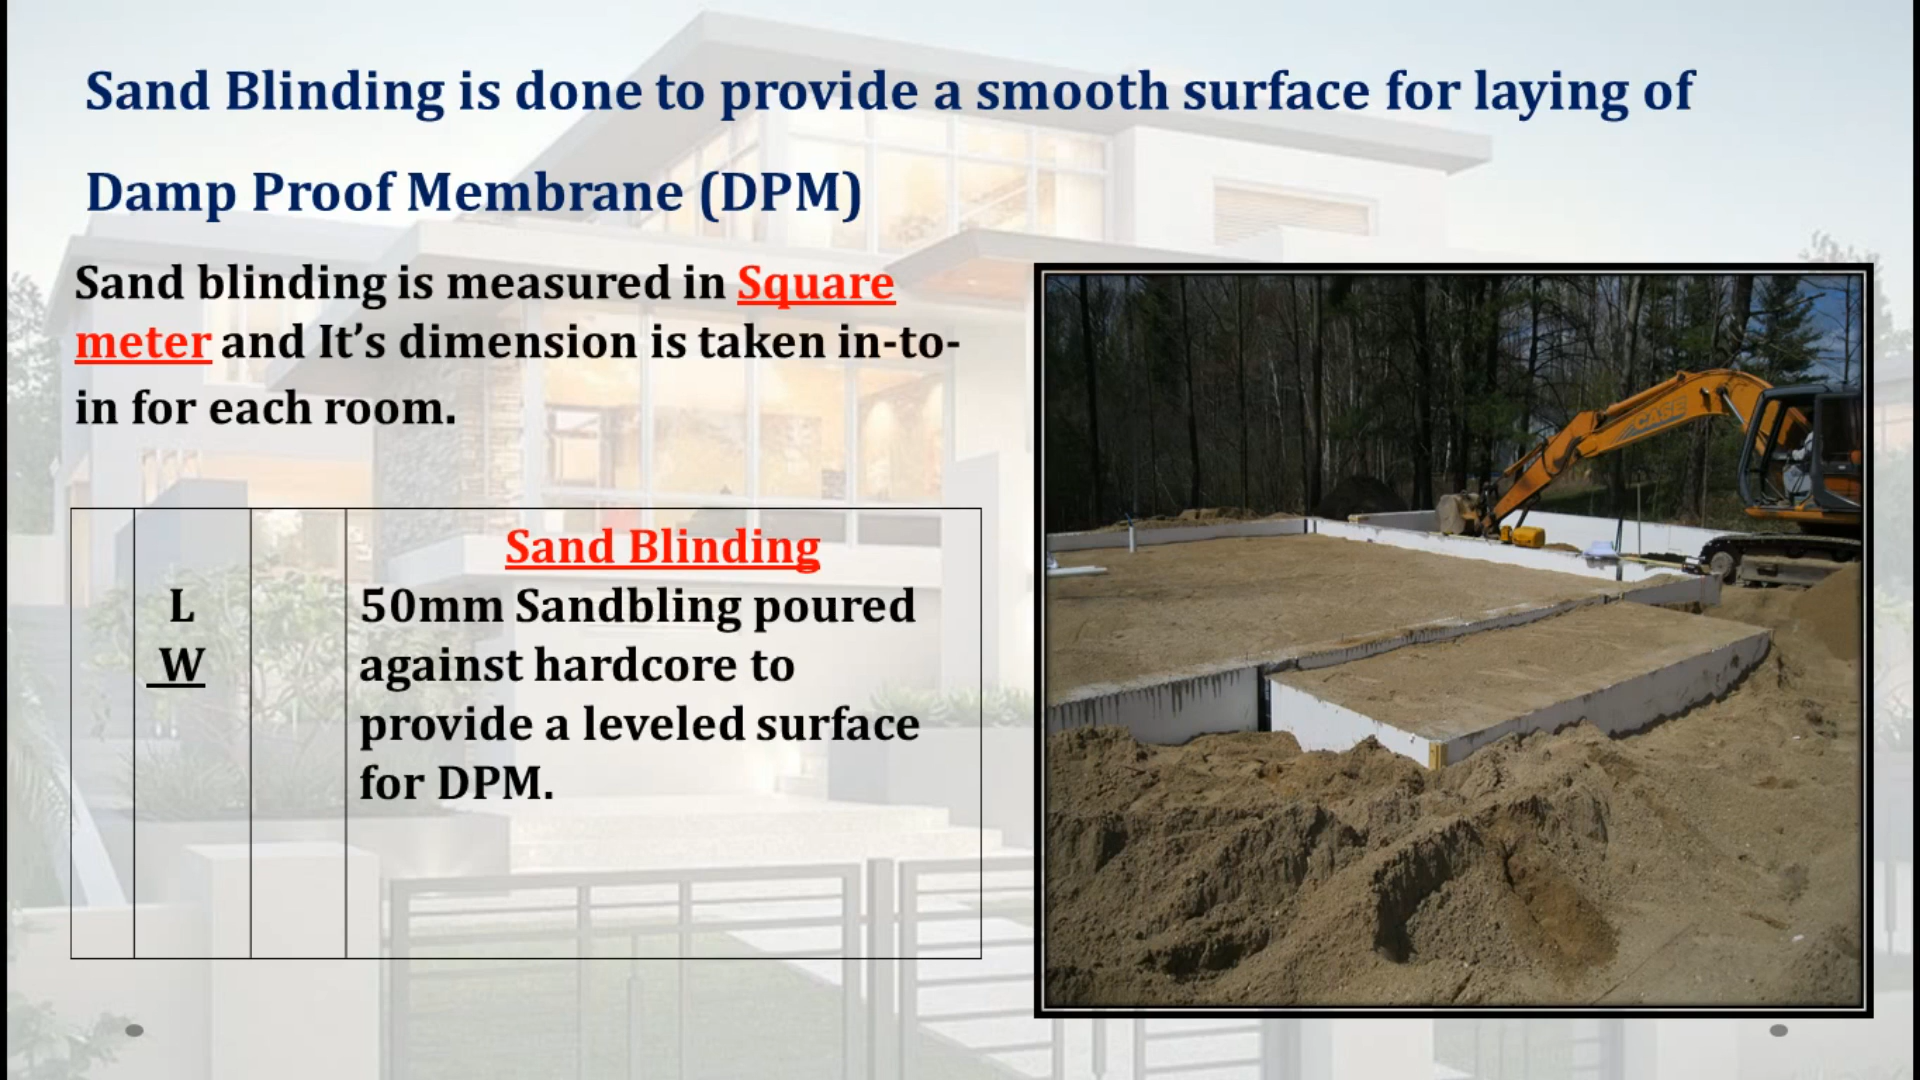 Sand Blinding is done to provide a smooth surface for laying of
Damp Proof Membrane (DPM)
Sand blinding is measured in Square
meter and It’s dimension is taken in-to-
in for each room.
Sand Blinding
L
W
50mm Sandbling poured
against hardcore to
provide a leveled surface
for DPM.
CASE